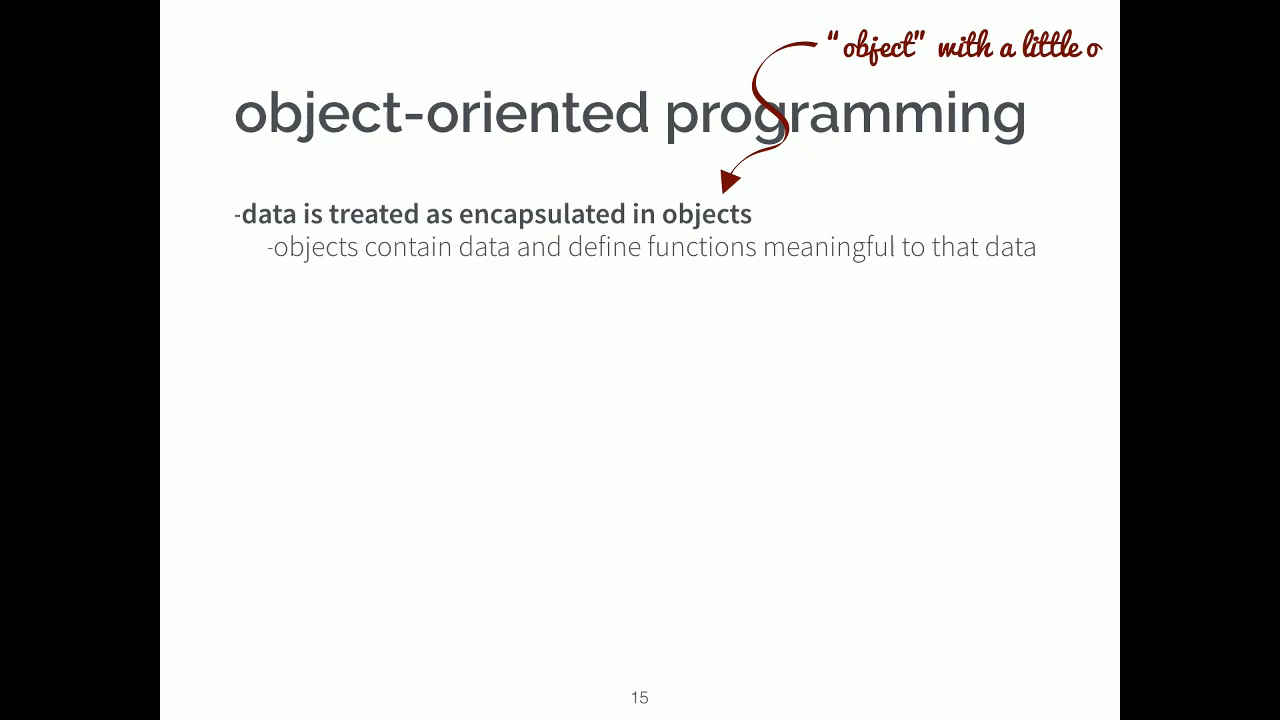 “object” with a little o
object-oriented programming
-data is treated as encapsulated in objects
-objects contain data and define functions meaningful to that data
15